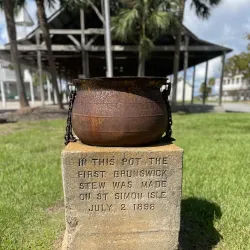 IN THIS POT THE
FIRST BRUNSWICK
STEW WAS MADE
ON ST SIMON ISLE
JULY 2 1898